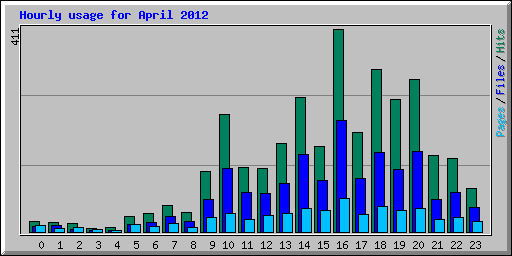 Hourly usage for April 2012
411
Pages / Files / Hits
0 1 2 3 4 5 6 7 8 9 10 11 12 13 14 15 16 17 18 19 20 21 22 23